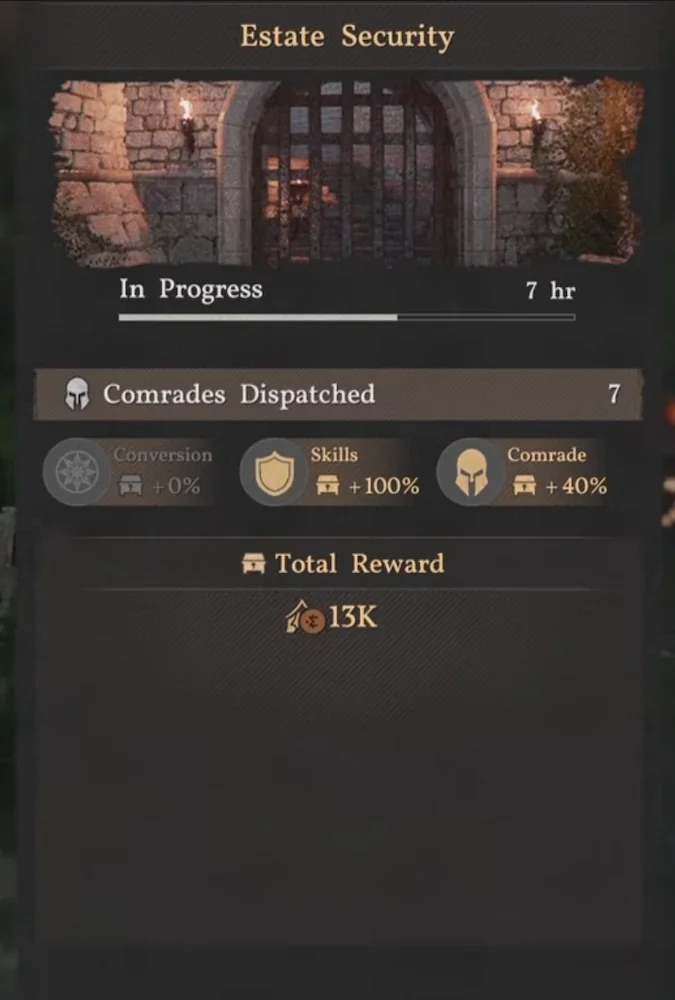 Estate Security
In Progress 7 hr
Comrades Dispatched 7
Conversion Skills Comrade
+0% +100% +40%
Total Reward
13K